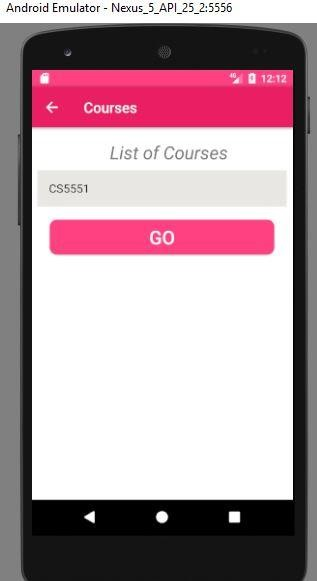 Android Emulator - Nexus_5_API_25_2:5556
4G 12:12
Courses
List of Courses
CS5551
GO